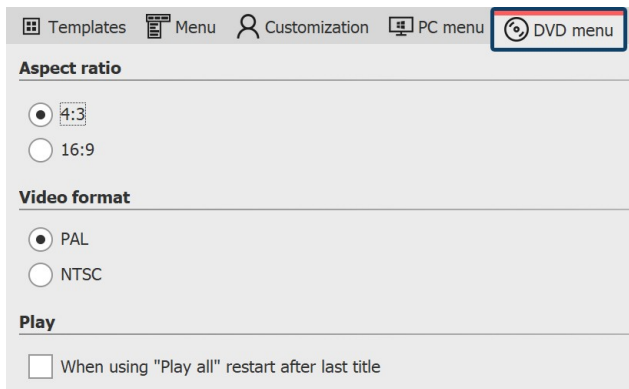 Templates Menu Customization PC menu DVD menu
Aspect ratio
4:3
16:9
Video format
PAL
NTSC
Play
When using "Play all" restart after last title